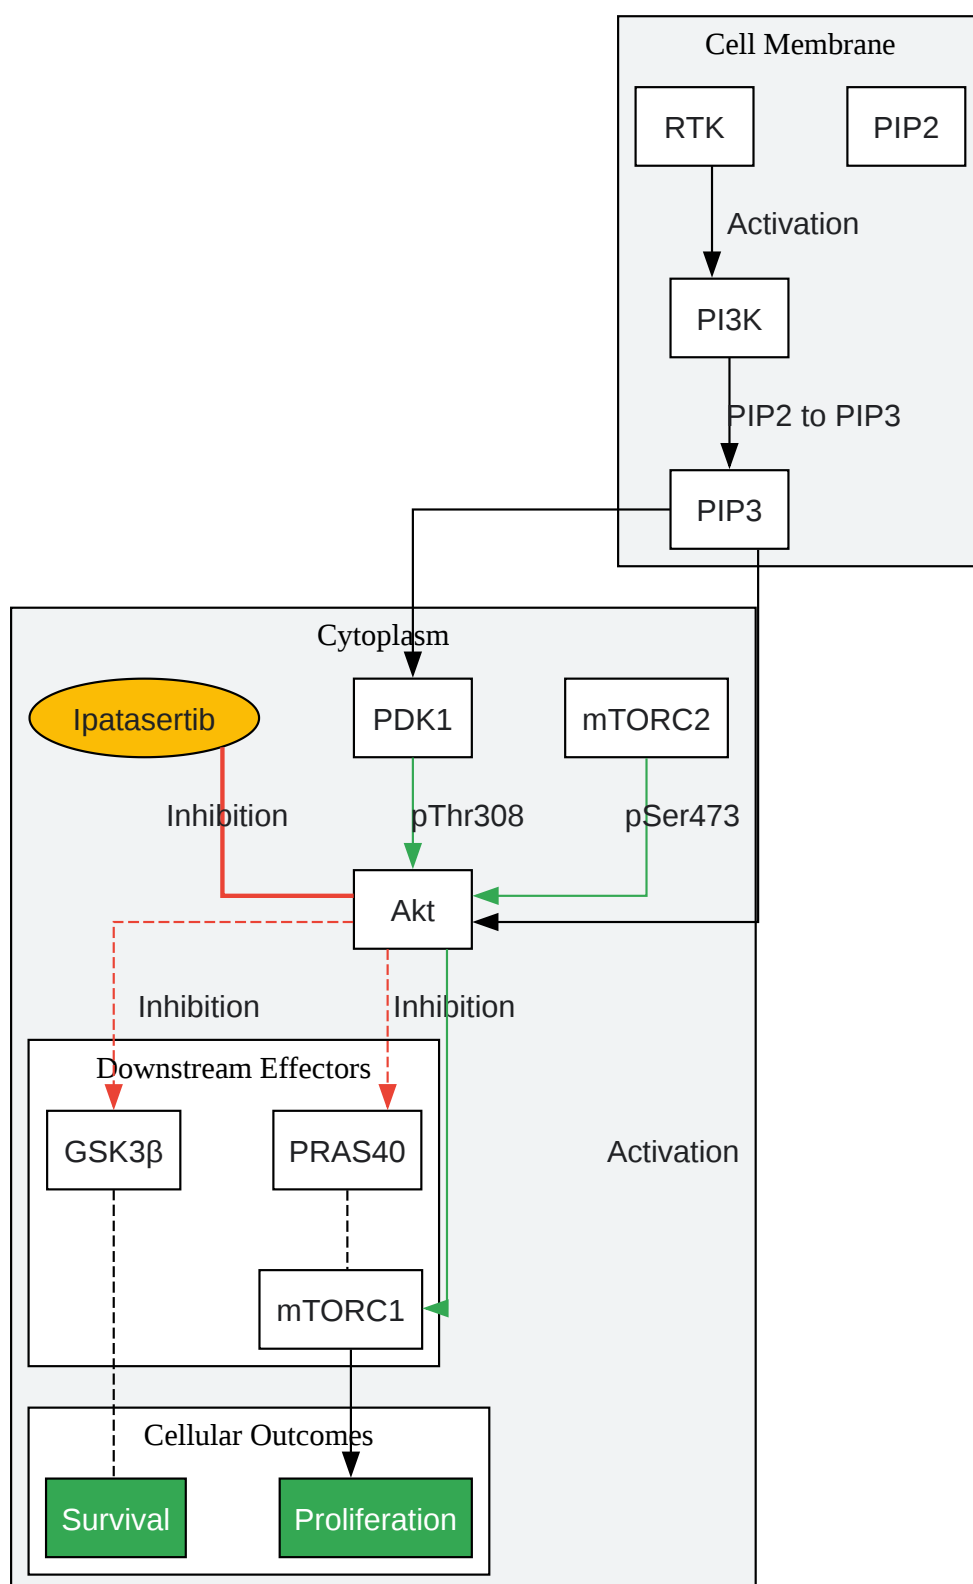 Cell Membrane
RTK
PIP2
Activation
PI3K
PIP2 to PIP3
PIP3
Cytoplasm
Ipatasertib
PDK1
mTORC2
Inhibition
pThr308
pSer473
Akt
Inhibition
Inhibition
Downstream Effectors
GSK3β
PRAS40
Activation
mTORC1
Cellular Outcomes
Survival
Proliferation